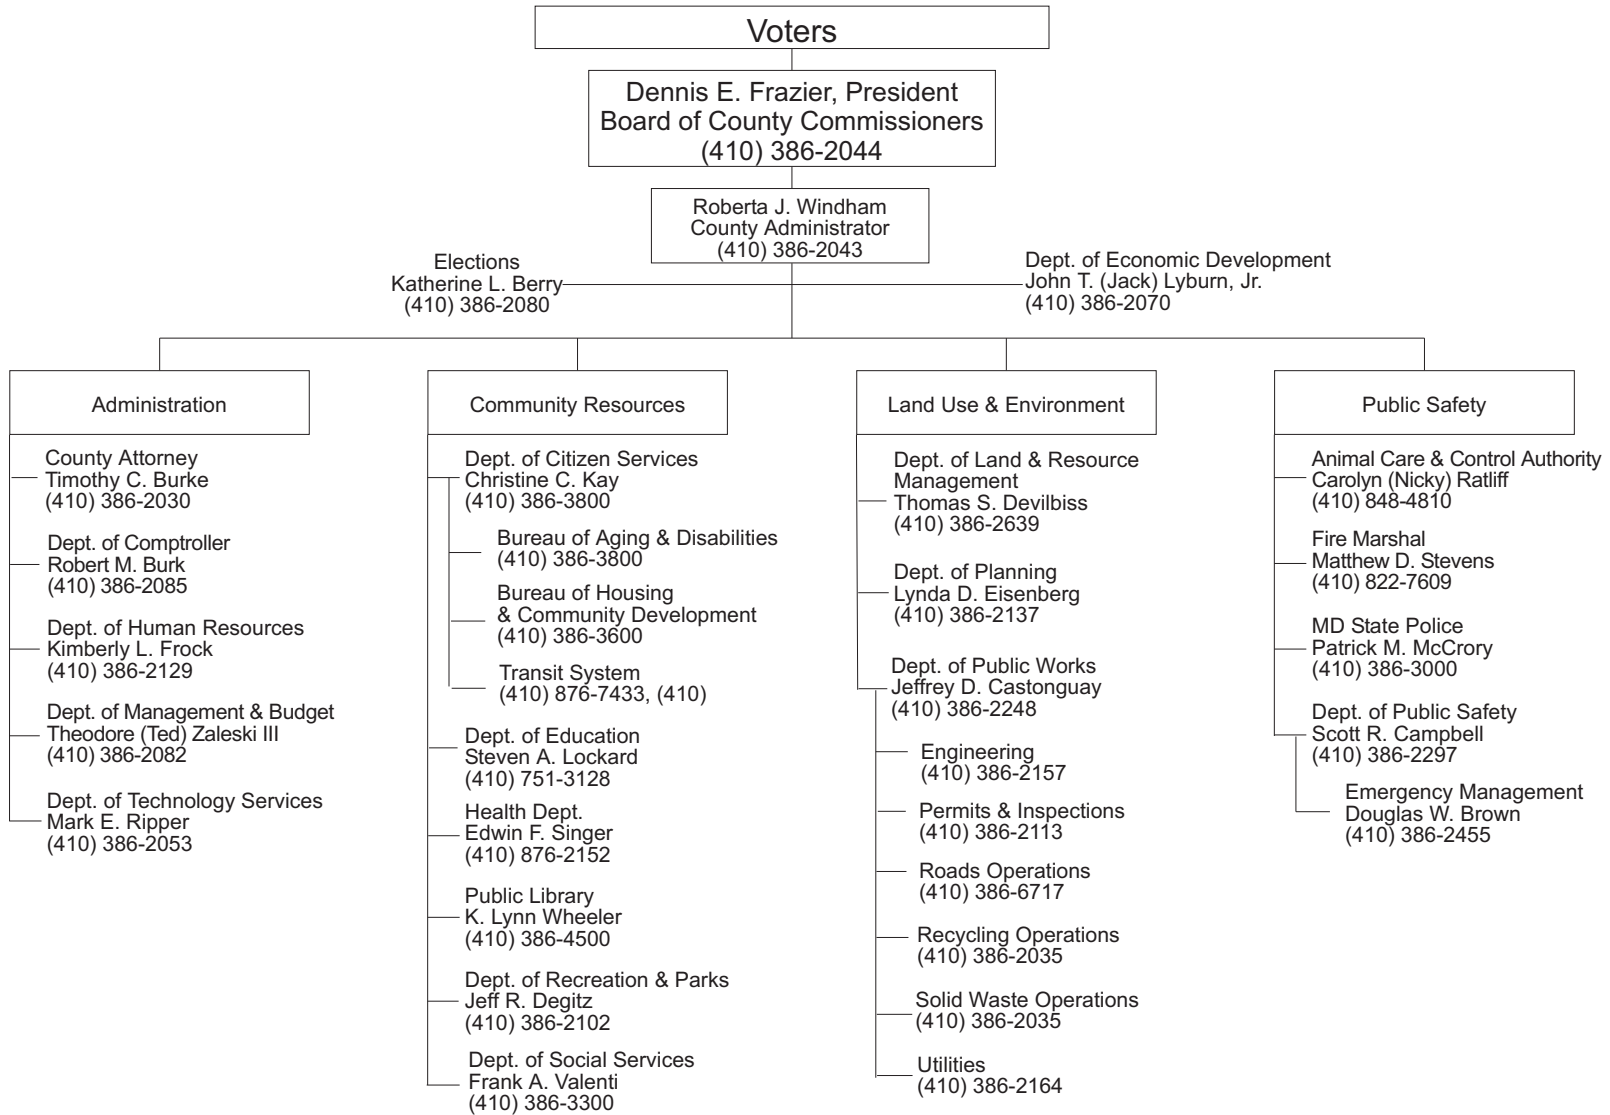 Voters
Dennis E. Frazier, President
Board of County Commissioners
(410) 386-2044
Roberta J. Windham
County Administrator
(410) 386-2043
Elections
Katherine L. Berry
(410) 386-2080
Dept. of Economic Development
John T. (Jack) Lyburn, Jr.
(410) 386-2070
Administration
County Attorney
Timothy C. Burke
(410) 386-2030
Dept. of Comptroller
Robert M. Burk
(410) 386-2085
Dept. of Human Resources
Kimberly L. Frock
(410) 386-2129
Dept. of Management & Budget
Theodore (Ted) Zaleski III
(410) 386-2082
Dept. of Technology Services
Mark E. Ripper
(410) 386-2053
Community Resources
Dept. of Citizen Services
Christine C. Kay
(410) 386-3800
Bureau of Aging & Disabilities
(410) 386-3800
Bureau of Housing
& Community Development
(410) 386-3600
Transit System
(410) 876-7433, (410)
Dept. of Education
Steven A. Lockard
(410) 751-3128
Health Dept.
Edwin F. Singer
(410) 876-2152
Public Library
K. Lynn Wheeler
(410) 386-4500
Dept. of Recreation & Parks
Jeff R. Degitz
(410) 386-2102
Dept. of Social Services
Frank A. Valenti
(410) 386-3300
Land Use & Environment
Dept. of Land & Resource
Management
Thomas S. Devilbiss
(410) 386-2639
Dept. of Planning
Lynda D. Eisenberg
(410) 386-2137
Dept. of Public Works
Jeffrey D. Castonguay
(410) 386-2248
Engineering
(410) 386-2157
Permits & Inspections
(410) 386-2113
Roads Operations
(410) 386-6717
Recycling Operations
(410) 386-2035
Solid Waste Operations
(410) 386-2035
Utilities
(410) 386-2164
Public Safety
Animal Care & Control Authority
Carolyn (Nicky) Ratliff
(410) 848-4810
Fire Marshal
Matthew D. Stevens
(410) 822-7609
MD State Police
Patrick M. McCrory
(410) 386-3000
Dept. of Public Safety
Scott R. Campbell
(410) 386-2297
Emergency Management
Douglas W. Brown
(410) 386-2455